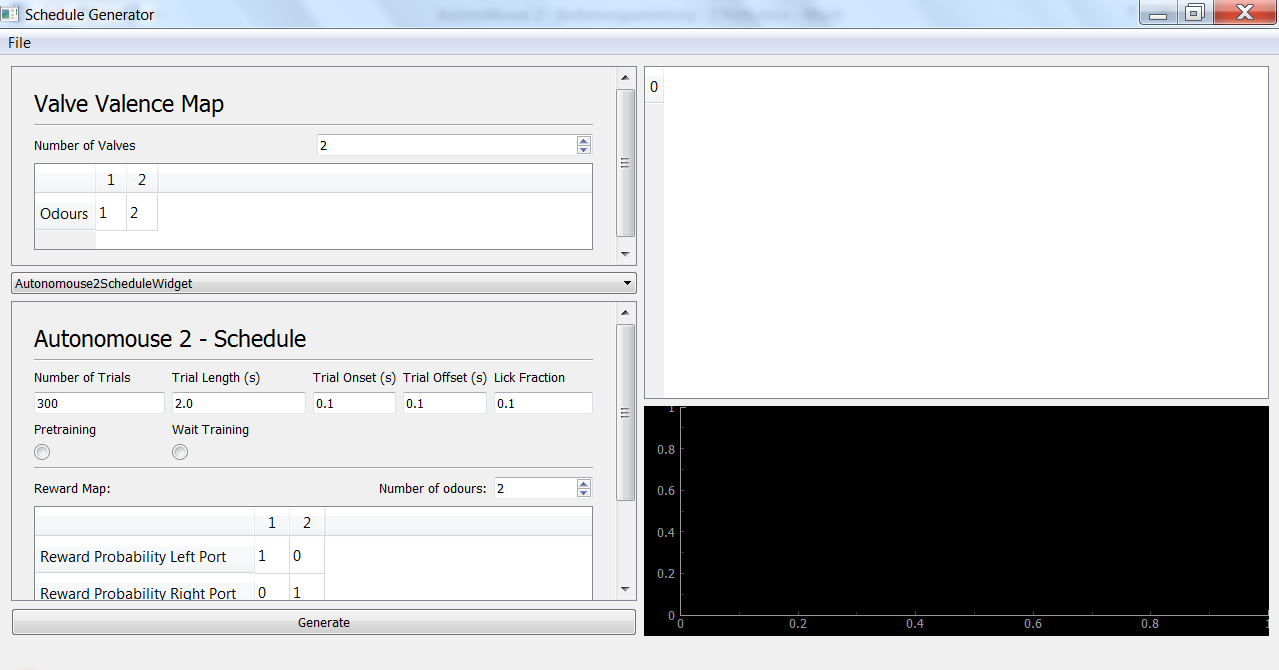 Schedule Generator
File
Valve Valence Map
Number of Valves 2
1 2
Odours 1 2
Autonomouse2ScheduleWidget
Autonomouse 2 - Schedule
Number of Trials Trial Length (s) Trial Onset (s) Trial Offset (s) Lick Fraction
300 2.0 0.1 0.1 0.1
Pretraining Wait Training
Reward Map: Number of odours: 2
1 2
Reward Probability Left Port 1 0
Reward Probability Right Port 0 1
Generate
0
1
0.8
0.6
0.4
0.2
0
0 0.2 0.4 0.6 0.8 1